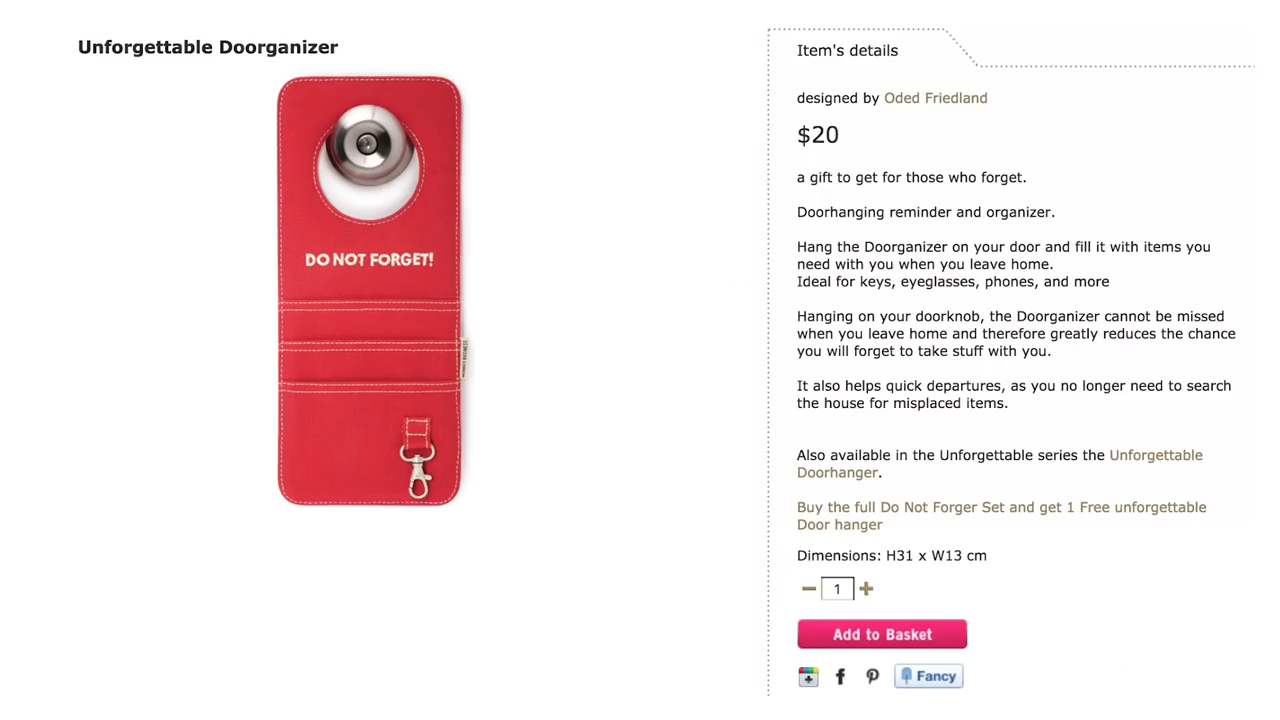 Unforgettable Doorganizer
DO NOT FORGET!
Item's details
designed by Oded Friedland
$20
a gift to get for those who forget.
Doorhanging reminder and organizer.
Hang the Doorganizer on your door and fill it with items you
need with you when you leave home.
Ideal for keys, eyeglasses, phones, and more
Hanging on your doorknob, the Doorganizer cannot be missed
when you leave home and therefore greatly reduces the chance
you will forget to take stuff with you.
It also helps quick departures, as you no longer need to search
the house for misplaced items.
Also available in the Unforgettable series the Unforgettable
Doorhanger.
Buy the full Do Not Forger Set and get 1 Free unforgettable
Door hanger
Dimensions: H31 x W13 cm
1
Add to Basket
Fancy